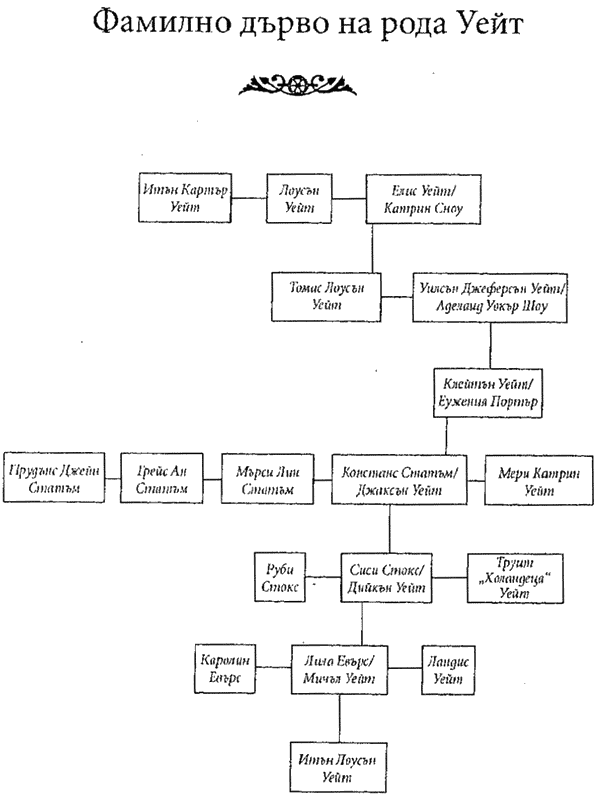 Фамилно дърво на рода Уейт
Итън Картър
Уейт
Лоусън
Уейт
Елис Уейт/
Катрин Сноу
Томас Лоусън
Уейт
Уилсън Джеферсън Уейт/
Аделаид Уокър Шоу
Клейтън Уейт/
Еужения Портър
Прудънс Джейн
Статъм
Грейс Ан
Статъм
Мърси Лин
Статъм
Констанс Статъм/
Джаксън Уейт
Мери Катрин
Уейт
Руби
Стокс
Сиси Стокс/
Дийкън Уейт
Труит
„Холандеца“
Уейт
Каролин
Евърс
Лила Евърс/
Мичъл Уейт
Ландис
Уейт
Итън Лоусън
Уейт